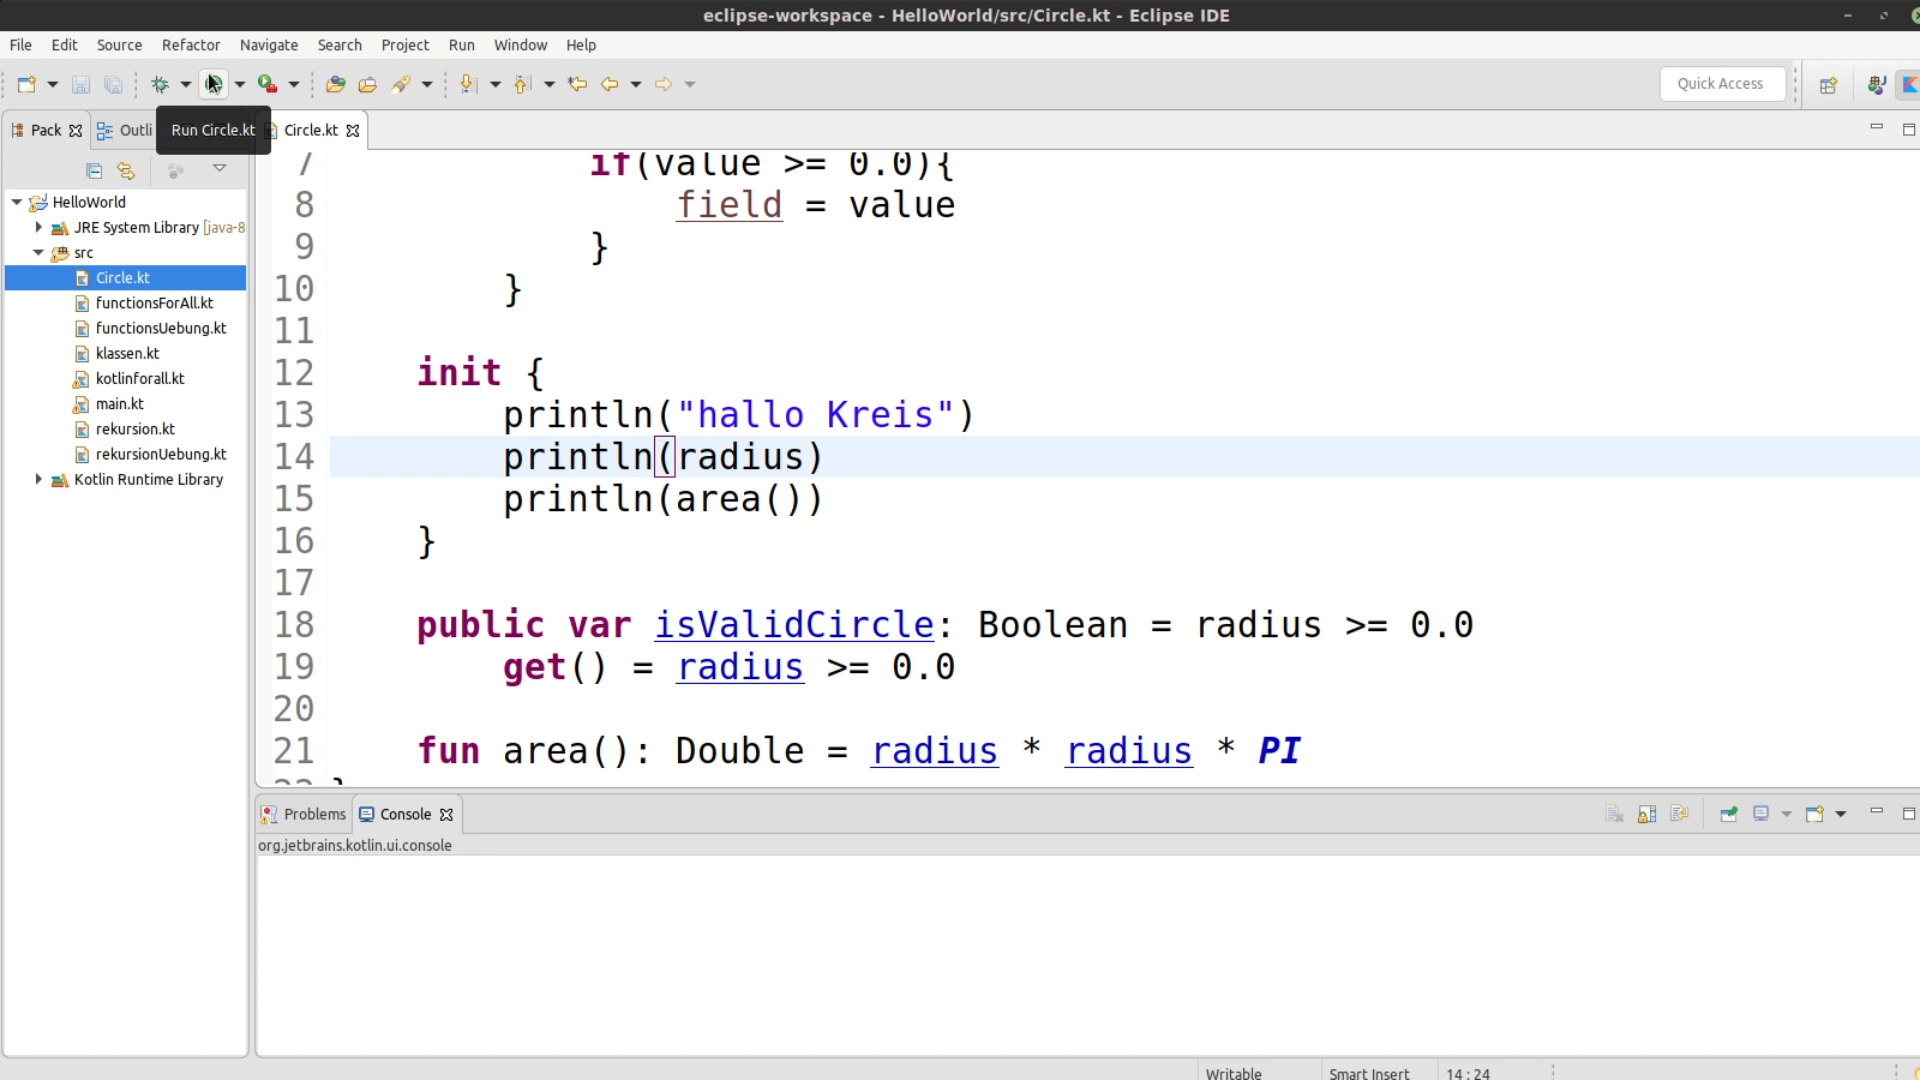 eclipse-workspace - HelloWorld/src/Circle.kt - Eclipse IDE
File Edit Source Refactor Navigate Search Project Run Window Help
Quick Access
Pack Outli Run Circle.kt Circle.kt
HelloWorld
JRE System Library [java-8
src
Circle.kt
functionsForAll.kt
functionsUebung.kt
klassen.kt
kotlinforall.kt
main.kt
rekursion.kt
rekursionUebung.kt
Kotlin Runtime Library
7 if(value >= 0.0){
8 field = value
9 }
10 }
11
12 init {
13 println("hallo Kreis")
14 println(radius)
15 println(area())
16 }
17
18 public var isValidCircle: Boolean = radius >= 0.0
19 get() = radius >= 0.0
20
21 fun area(): Double = radius * radius * PI
Problems Console
org.jetbrains.kotlin.ui.console
Writable Smart Insert 14 : 24